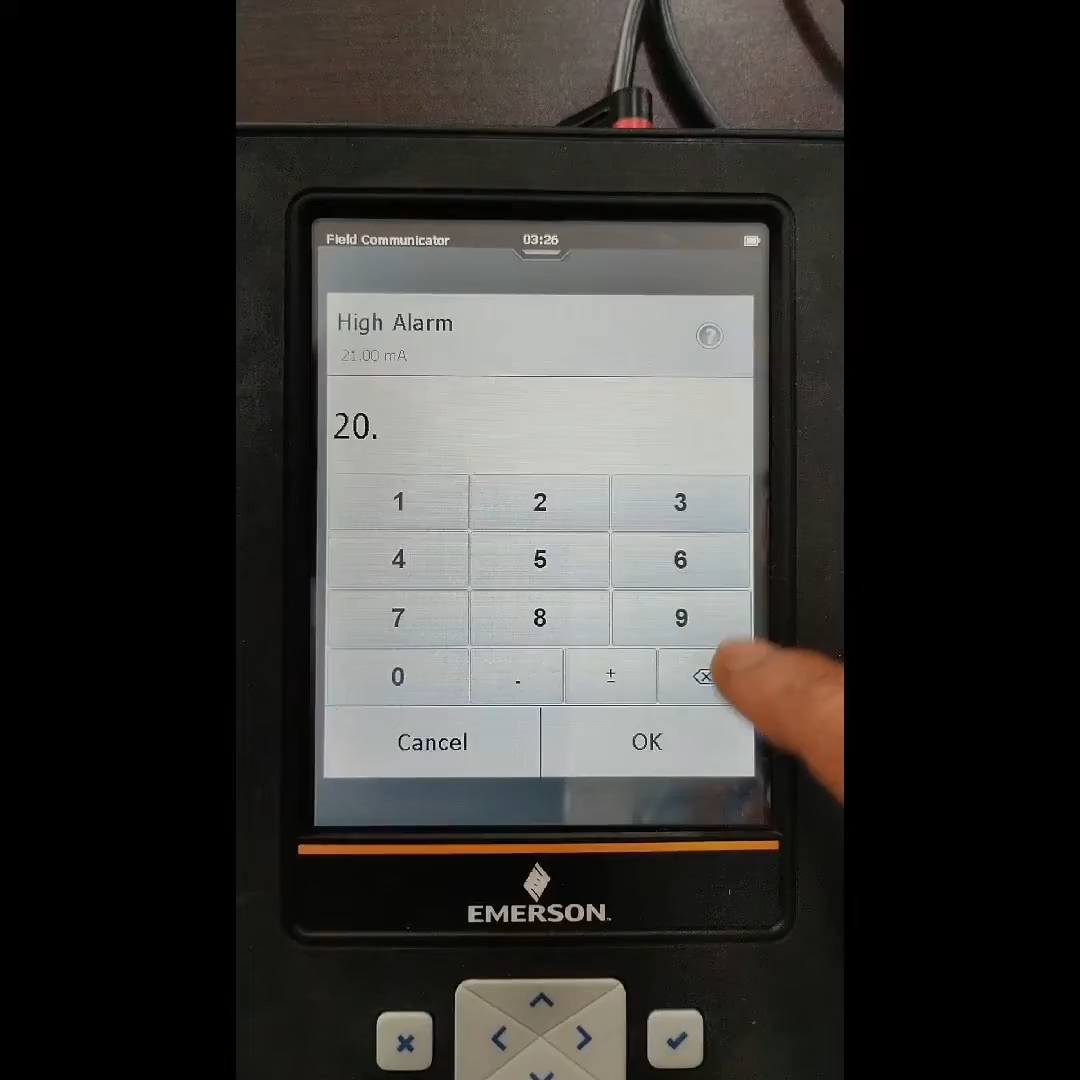 Field Communicator 03:26
High Alarm
21.00 mA
?
20.
1 2 3
4 5 6
7 8 9
0 . ±
Cancel OK
EMERSON